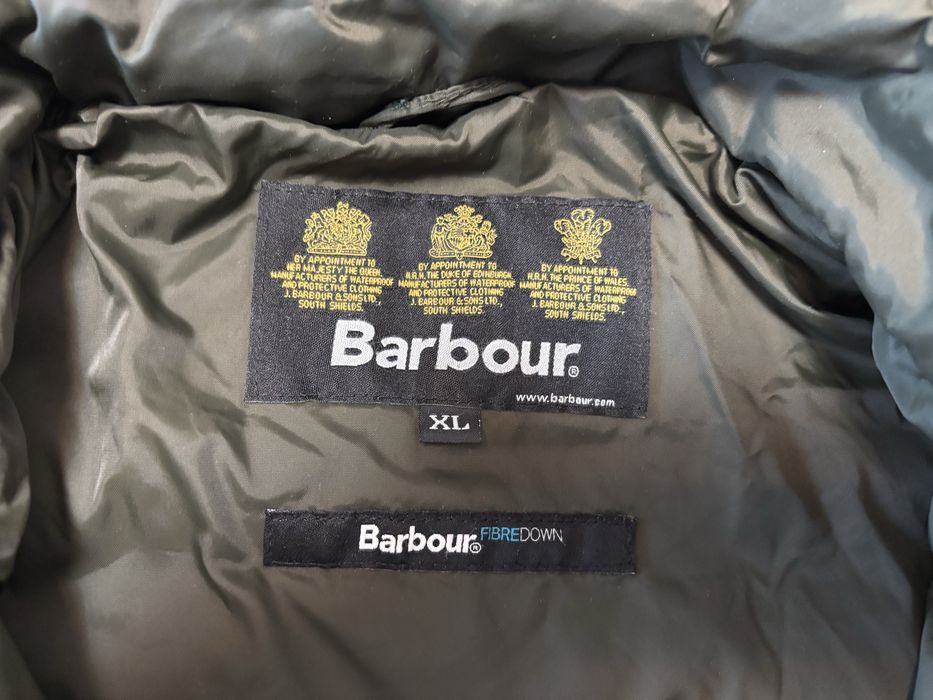 BY APPOINTMENT TO
HER MAJESTY THE QUEEN
MANUFACTURERS OF WATERPROOF
AND PROTECTIVE CLOTHING
J. BARBOUR & SONS LTD.,
SOUTH SHIELDS.
BY APPOINTMENT TO
H.R.H. THE DUKE OF EDINBURGH
MANUFACTURERS OF WATERPROOF
AND PROTECTIVE CLOTHING
J. BARBOUR & SONS LTD.,
SOUTH SHIELDS.
BY APPOINTMENT TO
H.R.H. THE PRINCE OF WALES.
MANUFACTURERS OF WATERPROOF
AND PROTECTIVE CLOTHING
J. BARBOUR & SONS LTD.,
SOUTH SHIELDS.
Barbour®
www.barbour.com
XL
Barbour® FIBREDOWN